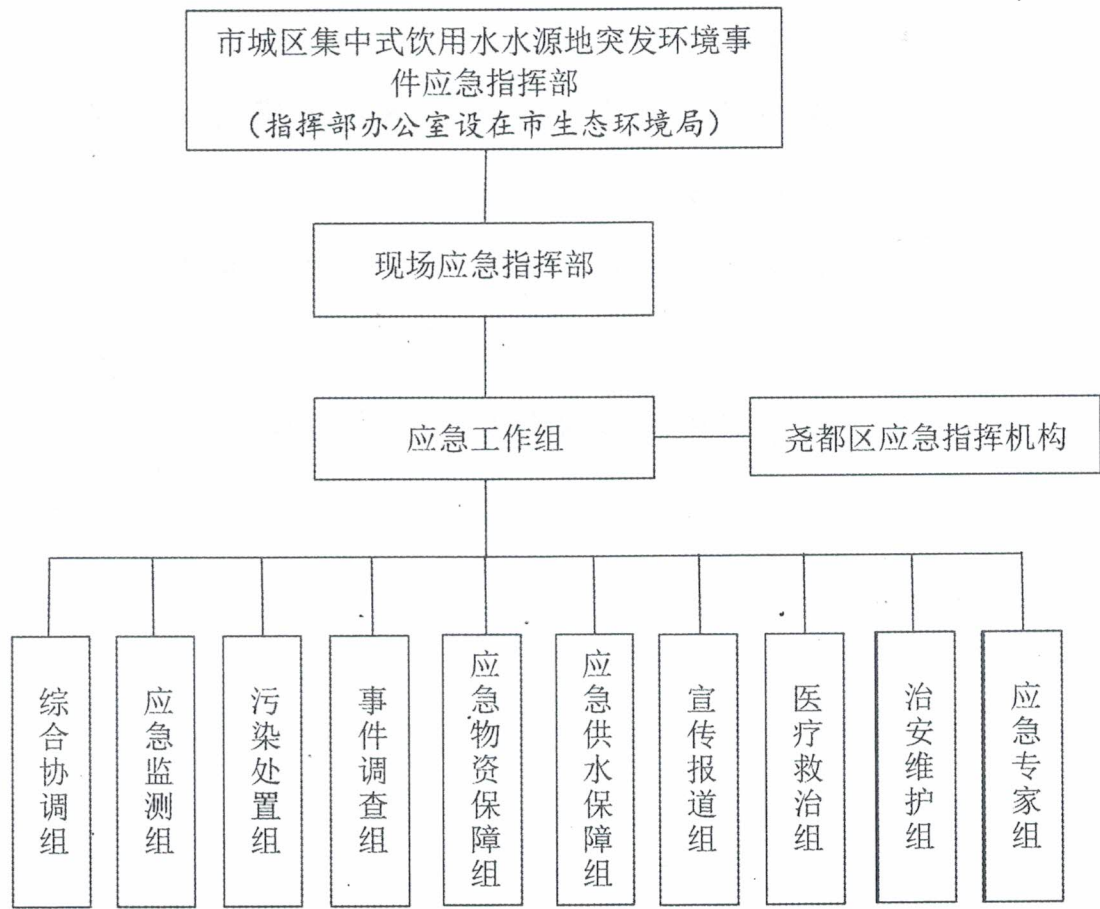 市城区集中式饮用水水源地突发环境事
件应急指挥部
（指挥部办公室设在市生态环境局）
现场应急指挥部
应急工作组
尧都区应急指挥机构
综合协调组
应急监测组
污染处置组
事件调查组
应急物资保障组
应急供水保障组
宣传报道组
医疗救治组
治安维护组
应急专家组